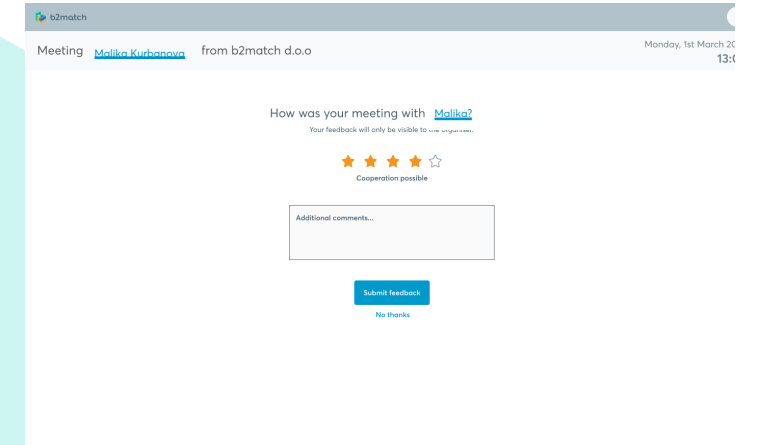 b2match
Meeting Malika Kurbanova from b2match d.o.o
Monday, 1st March 20
13:0
How was your meeting with Malika?
Your feedback will only be visible to the organiser.
Cooperation possible
Additional comments...
Submit feedback
No thanks